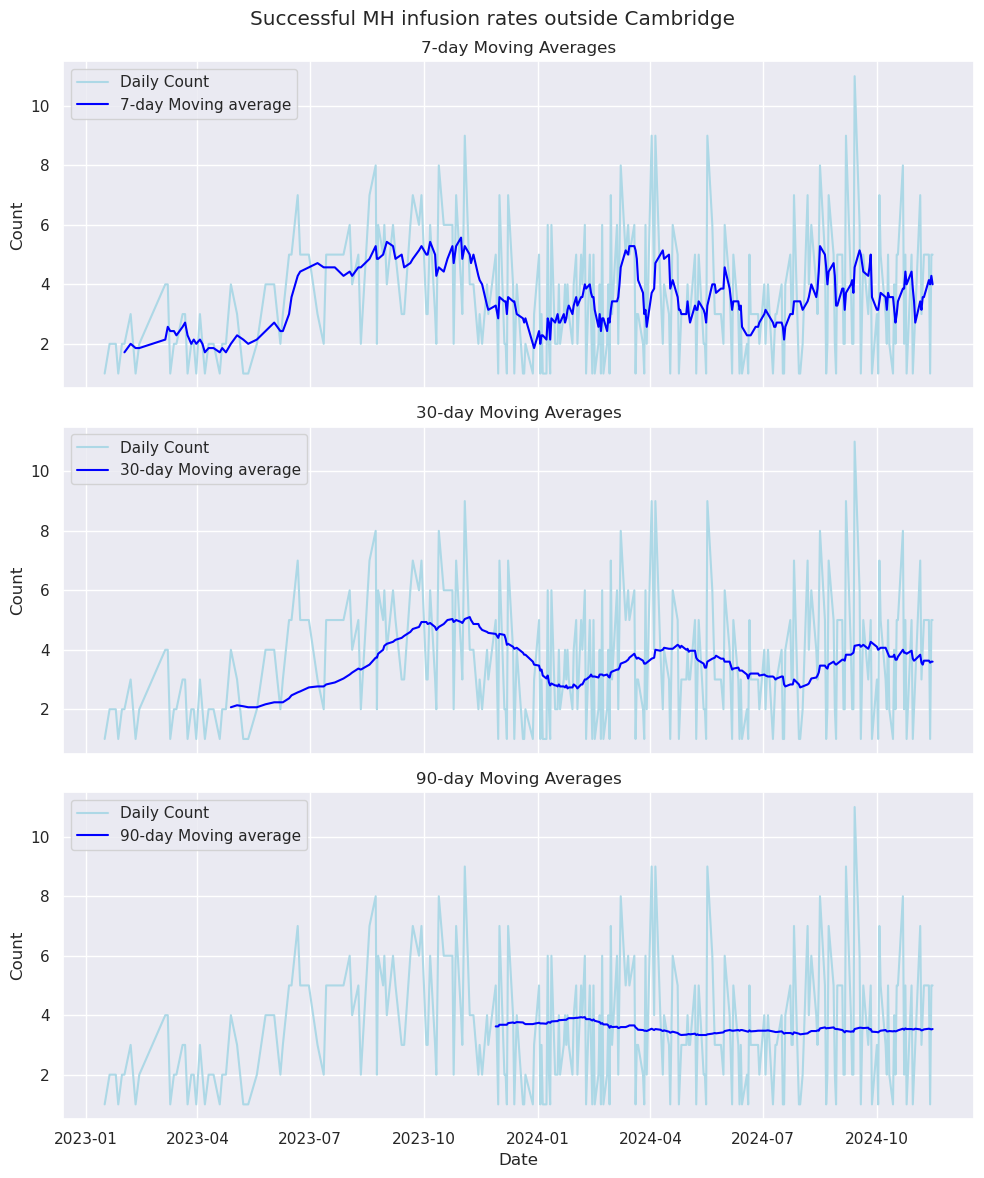 Successful MH infusion rates outside Cambridge
7-day Moving Averages
Daily Count
7-day Moving average
Count
10
8
6
4
2
30-day Moving Averages
Daily Count
30-day Moving average
Count
10
8
6
4
2
90-day Moving Averages
Daily Count
90-day Moving average
Count
10
8
6
4
2
2023-01 2023-04 2023-07 2023-10 2024-01 2024-04 2024-07 2024-10
Date